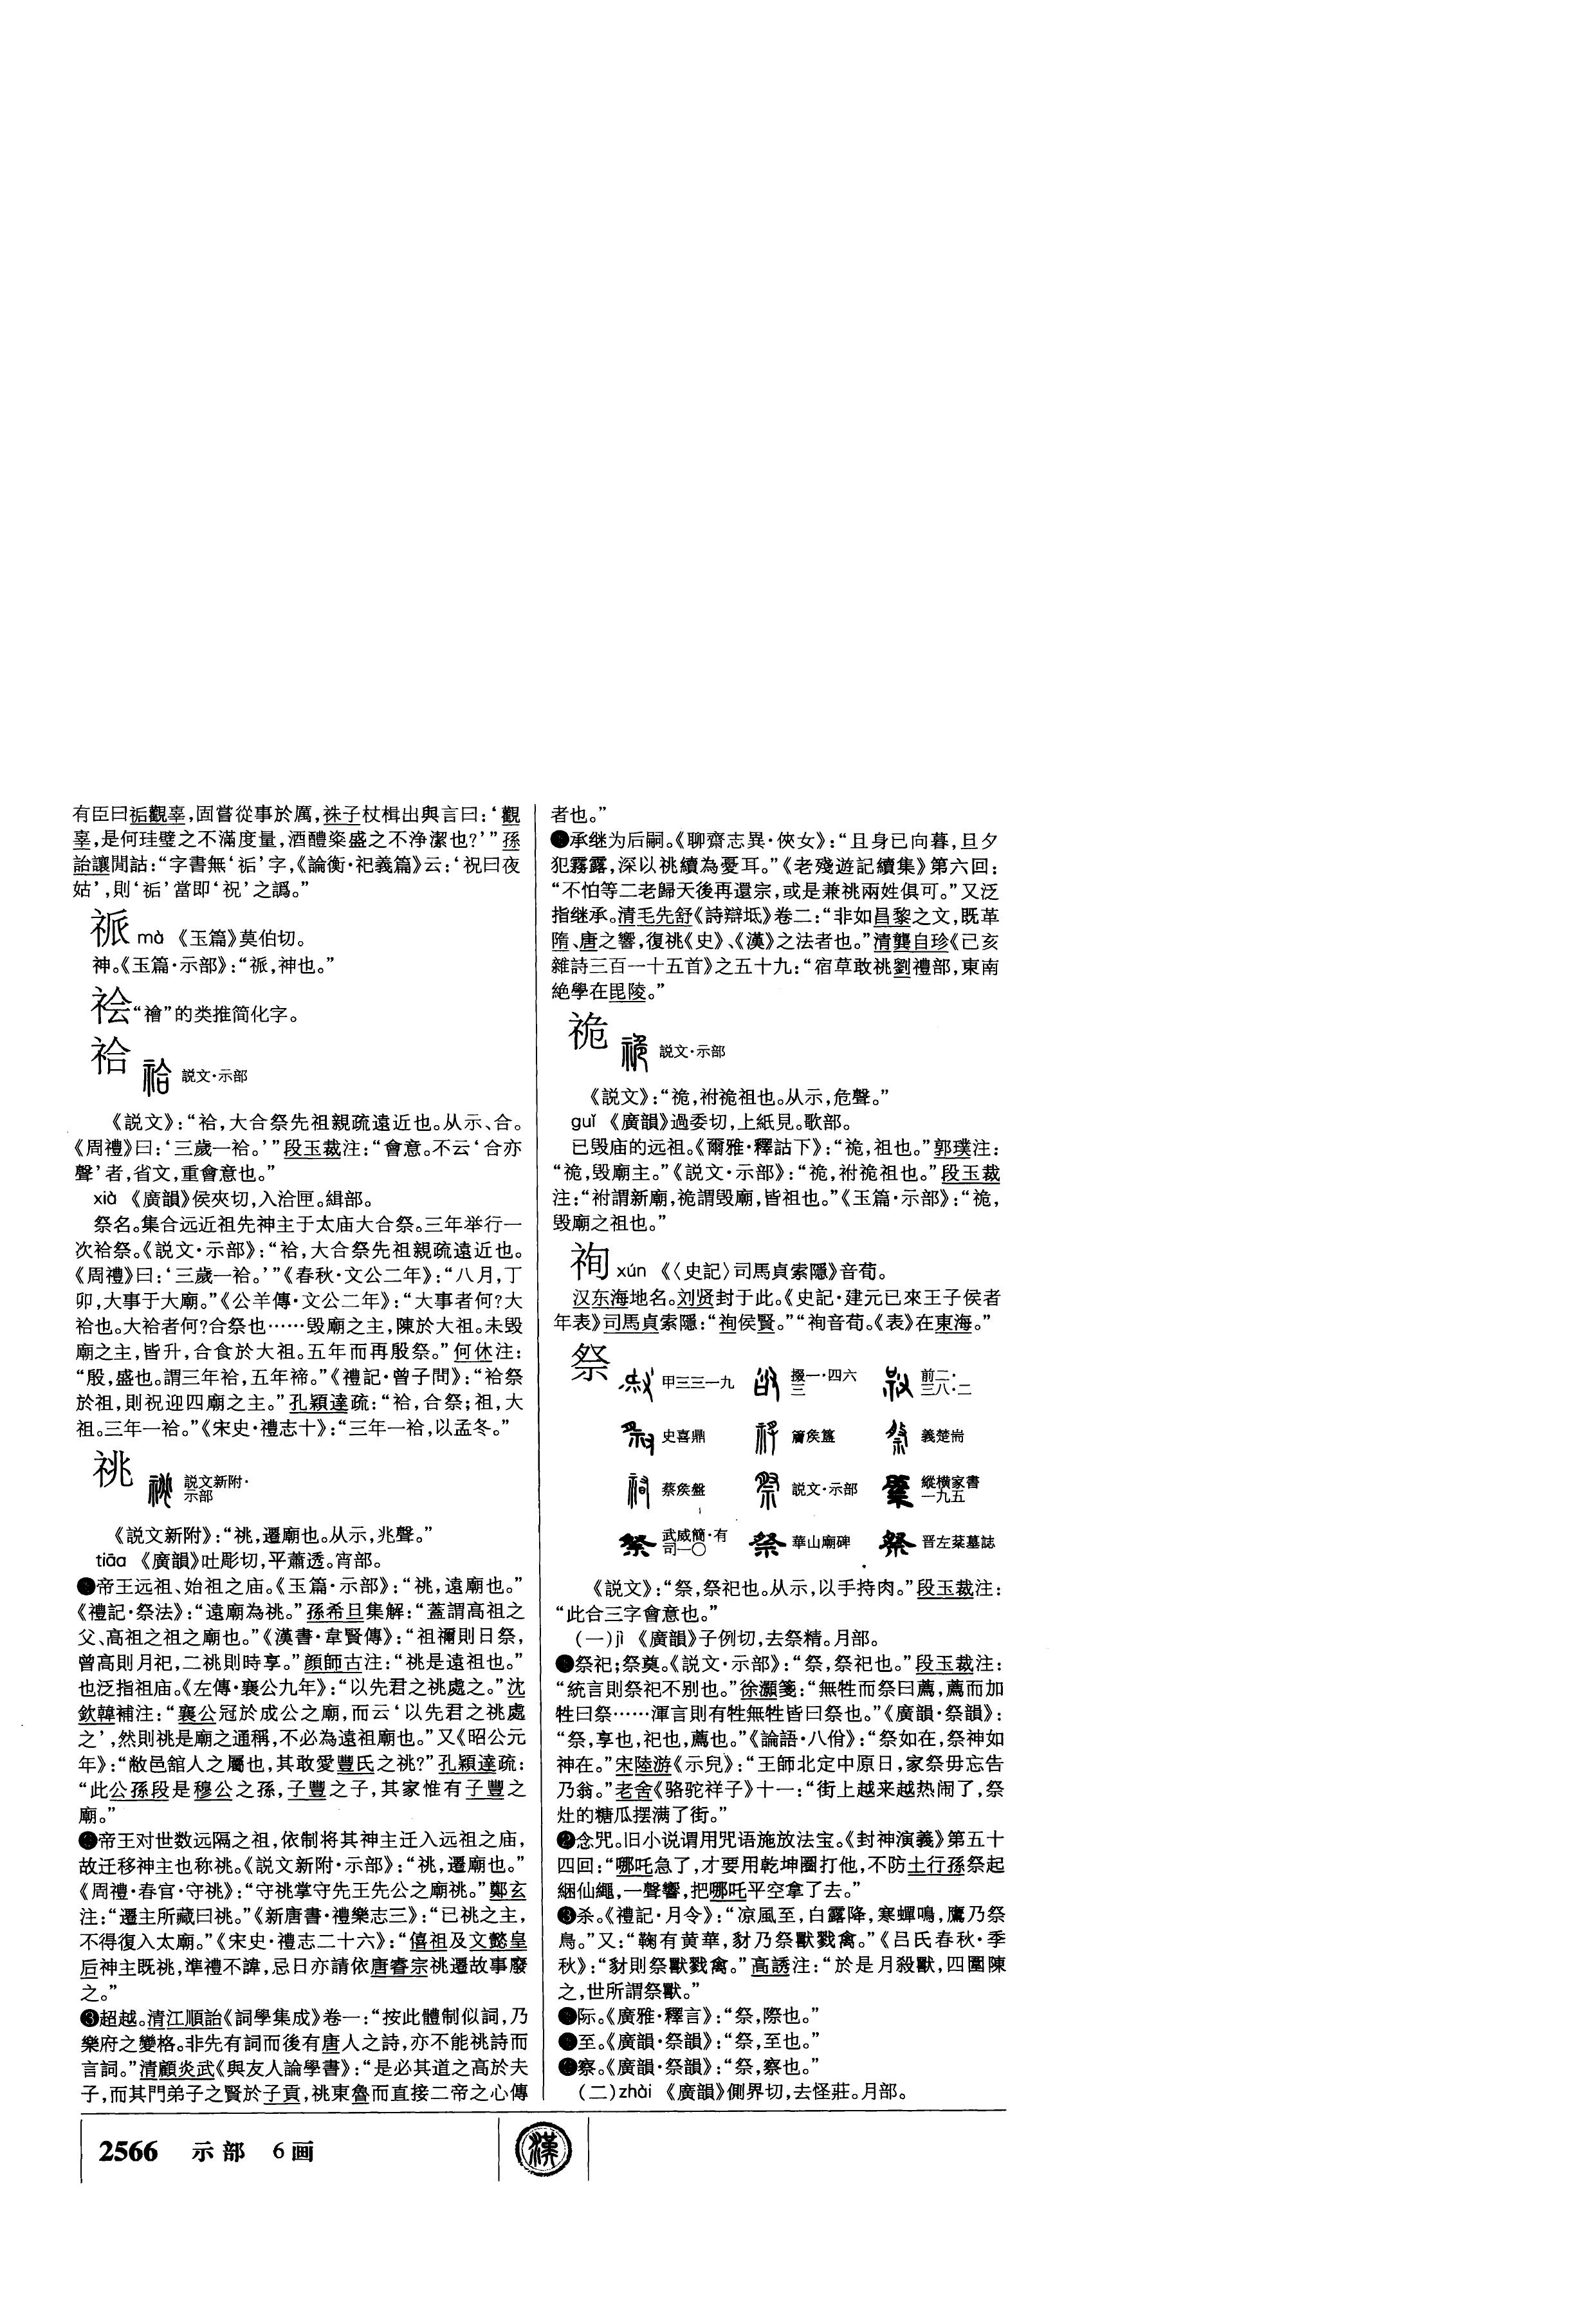 有臣曰䄆觀辜,固嘗從事於厲,祩子杖楫出與言曰:‘觀
辜,是何珪璧之不滿度量,酒醴粢盛之不净潔也?’”孫
詒讓閒詁:“字書無‘䄆’字,《論衡·祀義篇》云:‘祝曰夜
姑’,則‘䄆’當即‘祝’之譌。”
mà 《玉篇》莫伯切。
神。《玉篇·示部》:“ ,神也。”
“襘”的类推简化字。
祫 説文·示部
《説文》:“祫,大合祭先祖親疏遠近也。从示、合。
《周禮》曰:‘三歲一祫。’”段玉裁注:“會意。不云‘合亦
聲’者,省文,重會意也。”
xià 《廣韻》侯夾切,入洽匣。緝部。
祭名。集合远近祖先神主于太庙大合祭。三年举行一
次祫祭。《説文·示部》:“祫,大合祭先祖親疏遠近也。
《周禮》曰:‘三歲一祫。’”《春秋·文公二年》:“八月,丁
卯,大事于大廟。”《公羊傳·文公二年》:“大事者何?大
祫也。大祫者何?合祭也……毁廟之主,陳於大祖。未毁
廟之主,皆升,合食於大祖。五年而再殷祭。”何休注:
“殷,盛也。謂三年祫,五年禘。”《禮記·曾子問》:“祫祭
於祖,則祝迎四廟之主。”孔穎達疏:“祫,合祭;祖,大
祖。三年一祫。”《宋史·禮志十》:“三年一祫,以孟冬。”
祧 説文新附·
示部
《説文新附》:“祧,遷廟也。从示,兆聲。”
tiāo 《廣韻》吐彫切,平蕭透。宵部。
❶帝王远祖、始祖之庙。《玉篇·示部》:“祧,遠廟也。”
《禮記·祭法》:“遠廟為祧。”孫希旦集解:“蓋謂高祖之
父、高祖之祖之廟也。”《漢書·韋賢傳》:“祖禰則日祭,
曾高則月祀,二祧則時享。”顔師古注:“祧是遠祖也。”
也泛指祖庙。《左傳·襄公九年》:“以先君之祧處之。”沈
欽韓補注:“襄公冠於成公之廟,而云‘以先君之祧處
之’,然則祧是廟之通稱,不必為遠祖廟也。”又《昭公元
年》:“敝邑舘人之屬也,其敢愛豐氏之祧?”孔穎達疏:
“此公孫段是穆公之孫,子豐之子,其家惟有子豐之
廟。”
❷帝王对世数远隔之祖,依制将其神主迁入远祖之庙,
故迁移神主也称祧。《説文新附·示部》:“祧,遷廟也。”
《周禮·春官·守祧》:“守祧掌守先王先公之廟祧。”鄭玄
注:“遷主所藏曰祧。”《新唐書·禮樂志三》:“已祧之主,
不得復入太廟。”《宋史·禮志二十六》:“僖祖及文懿皇
后神主既祧,準禮不諱,忌日亦請依唐睿宗祧遷故事廢
之。”
❸超越。清江順詒《詞學集成》卷一:“按此體制似詞,乃
樂府之變格。非先有詞而後有唐人之詩,亦不能祧詩而
言詞。”清顧炎武《與友人論學書》:“是必其道之高於夫
子,而其門弟子之賢於子貢,祧東魯而直接二帝之心傳
者也。”
❹承继为后嗣。《聊齋志異·俠女》:“且身已向暮,旦夕
犯霧露,深以祧續為憂耳。”《老殘遊記續集》第六回:
“不怕等二老歸天後再還宗,或是兼祧兩姓俱可。”又泛
指继承。清毛先舒《詩辯坻》卷二:“非如昌黎之文,既革
隋、唐之響,復祧《史》、《漢》之法者也。”清龔自珍《己亥
雜詩三百一十五首》之五十九:“宿草敢祧劉禮部,東南
絶學在毘陵。”
祪 説文·示部
《説文》:“祪,祔祪祖也。从示,危聲。”
guǐ 《廣韻》過委切,上紙見。歌部。
已毁庙的远祖。《爾雅·釋詁下》:“祪,祖也。”郭璞注:
“祪,毁廟主。”《説文·示部》:“祪,祔祪祖也。”段玉裁
注:“祔謂新廟,祪謂毁廟,皆祖也。”《玉篇·示部》:“祪,
毁廟之祖也。”
䄌 xún 《〈史記〉司馬貞索隱》音荀。
汉东海地名。刘贤封于此。《史記·建元已來王子侯者
年表》司馬貞索隱:“䄌侯賢。”“䄌音荀。《表》在東海。”
祭 甲三三一九 掇一·四六三 前二·三八·二
史喜鼎 𥎦簋 義楚耑
蔡矦盤 説文·示部 縱横家書一九五
武威簡·有司一〇 華山廟碑 晋左棻墓誌
《説文》:“祭,祭祀也。从示,以手持肉。”段玉裁注:
“此合三字會意也。”
(一)jì 《廣韻》子例切,去祭精。月部。
❶祭祀;祭奠。《説文·示部》:“祭,祭祀也。”段玉裁注:
“統言則祭祀不别也。”徐灝箋:“無牲而祭曰薦,薦而加
牲曰祭……渾言則有牲無牲皆曰祭也。”《廣韻·祭韻》:
“祭,享也,祀也,薦也。”《論語·八佾》:“祭如在,祭神如
神在。”宋陸游《示兒》:“王師北定中原日,家祭毋忘告
乃翁。”老舍《骆驼祥子》十一:“街上越来越热闹了,祭
灶的糖瓜摆满了街。”
❷念咒。旧小说谓用咒语施放法宝。《封神演義》第五十
四回:“哪吒急了,才要用乾坤圈打他,不防土行孫祭起
綑仙繩,一聲響,把哪吒平空拿了去。”
❸杀。《禮記·月令》:“凉風至,白露降,寒蟬鳴,鷹乃祭
鳥。”又:“鞠有黄華,豺乃祭獸戮禽。”《吕氏春秋·季
秋》:“豺則祭獸戮禽。”高誘注:“於是月殺獸,四圍陳
之,世所謂祭獸。”
❹际。《廣雅·釋言》:“祭,際也。”
❺至。《廣韻·祭韻》:“祭,至也。”
❻察。《廣韻·祭韻》:“祭,察也。”
(二)zhài 《廣韻》側界切,去怪莊。月部。
2566 示部 6画
漢